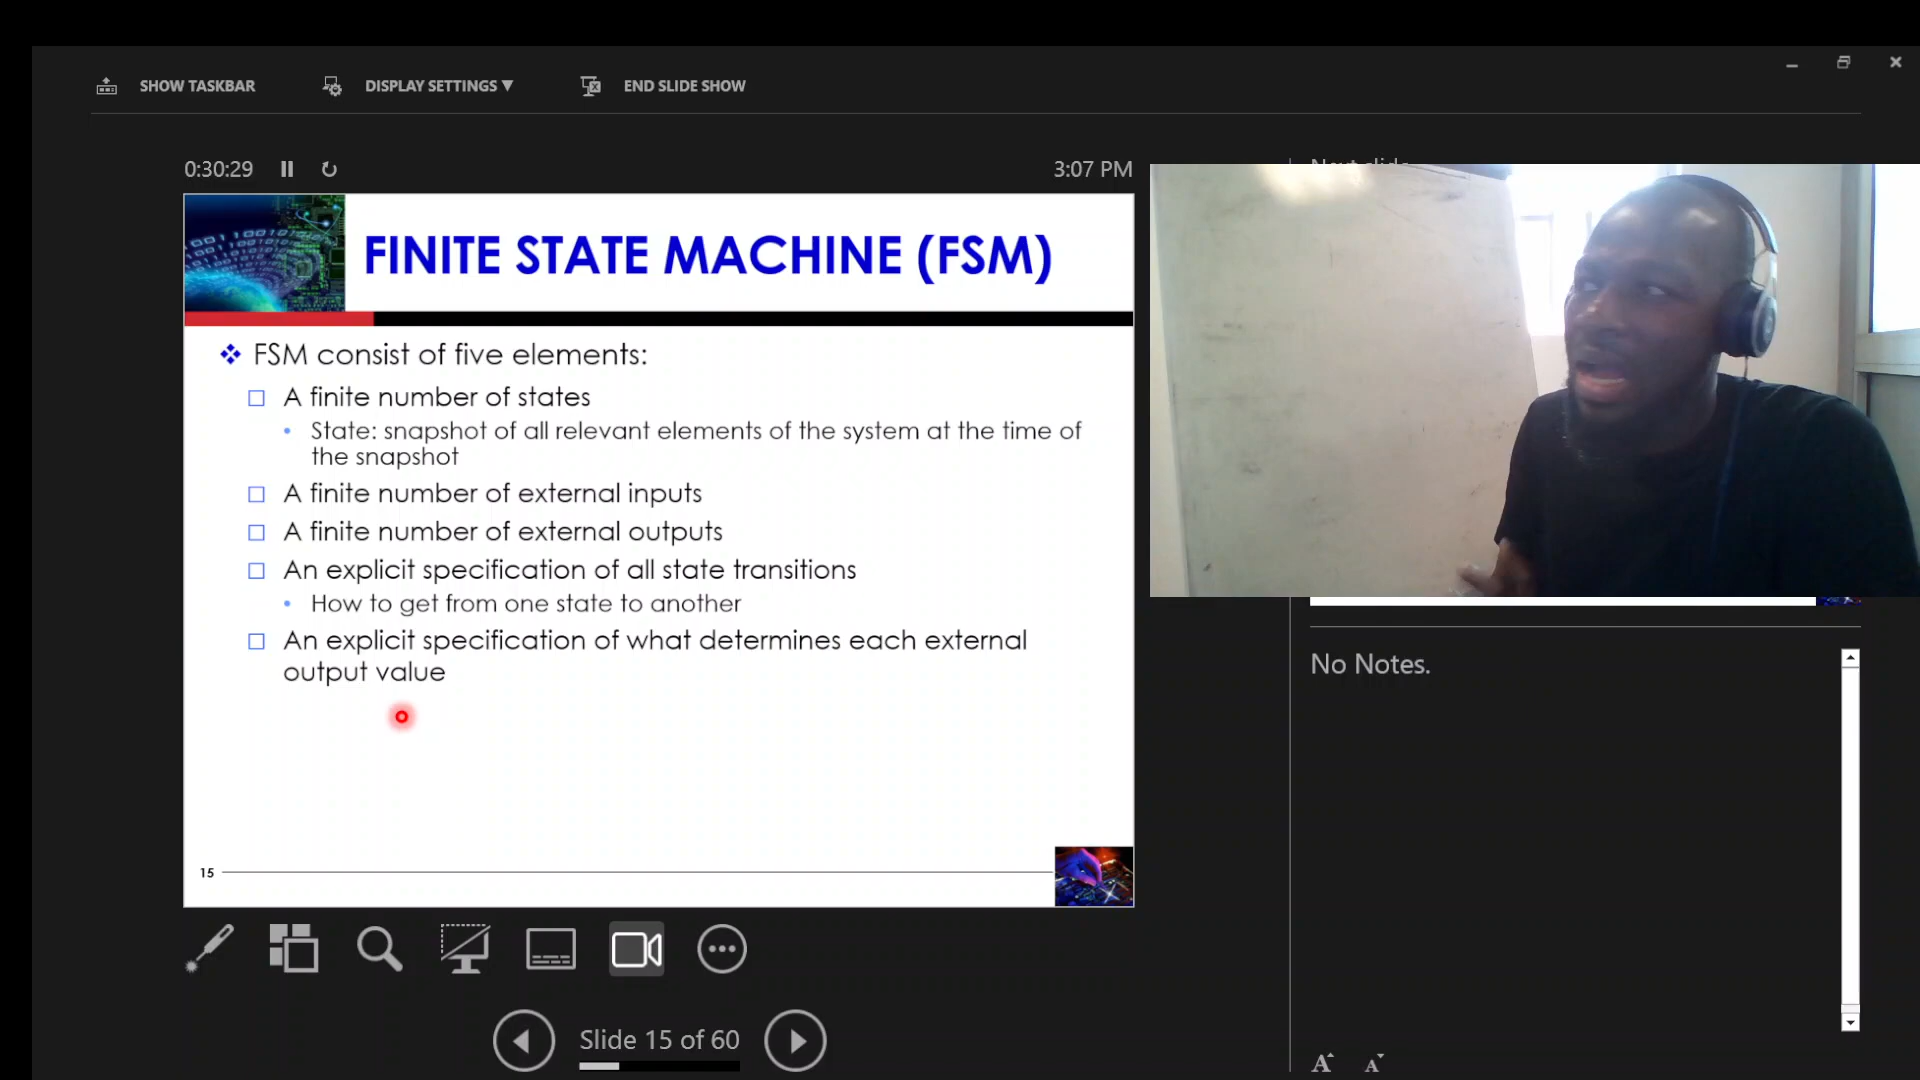 SHOW TASKBAR
DISPLAY SETTINGS ▼
END SLIDE SHOW
0:30:29
3:07 PM
Next slide
FINITE STATE MACHINE (FSM)
FSM consist of five elements:
A finite number of states
State: snapshot of all relevant elements of the system at the time of
the snapshot
A finite number of external inputs
A finite number of external outputs
An explicit specification of all state transitions
How to get from one state to another
An explicit specification of what determines each external
output value
15
No Notes.
Slide 15 of 60
A A